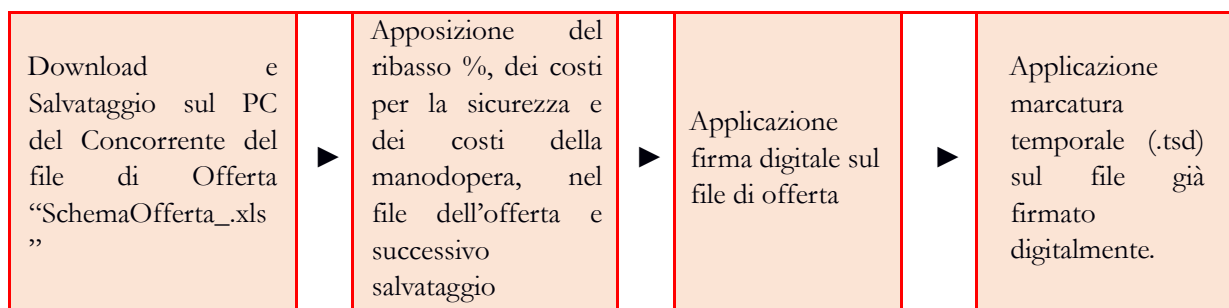 Download e
Salvataggio sul PC
del Concorrente del
file di Offerta
“SchemaOfferta_.xls
”
Apposizione del
ribasso %, dei costi
per la sicurezza e
dei costi della
manodopera, nel
file dell’offerta e
successivo
salvataggio
Applicazione
firma digitale sul
file di offerta
Applicazione
marcatura
temporale (.tsd)
sul file già
firmato
digitalmente.